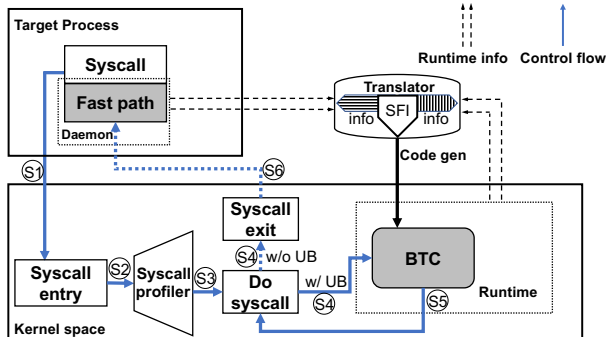 Target Process
Syscall
Fast path
Daemon
Runtime info
Control flow
Translator
info
SFI
info
Code gen
S1
S6
Syscall
exit
S4
w/o UB
Syscall
entry
S2
Syscall
profiler
S3
Do
syscall
w/ UB
S4
BTC
S5
Runtime
Kernel space